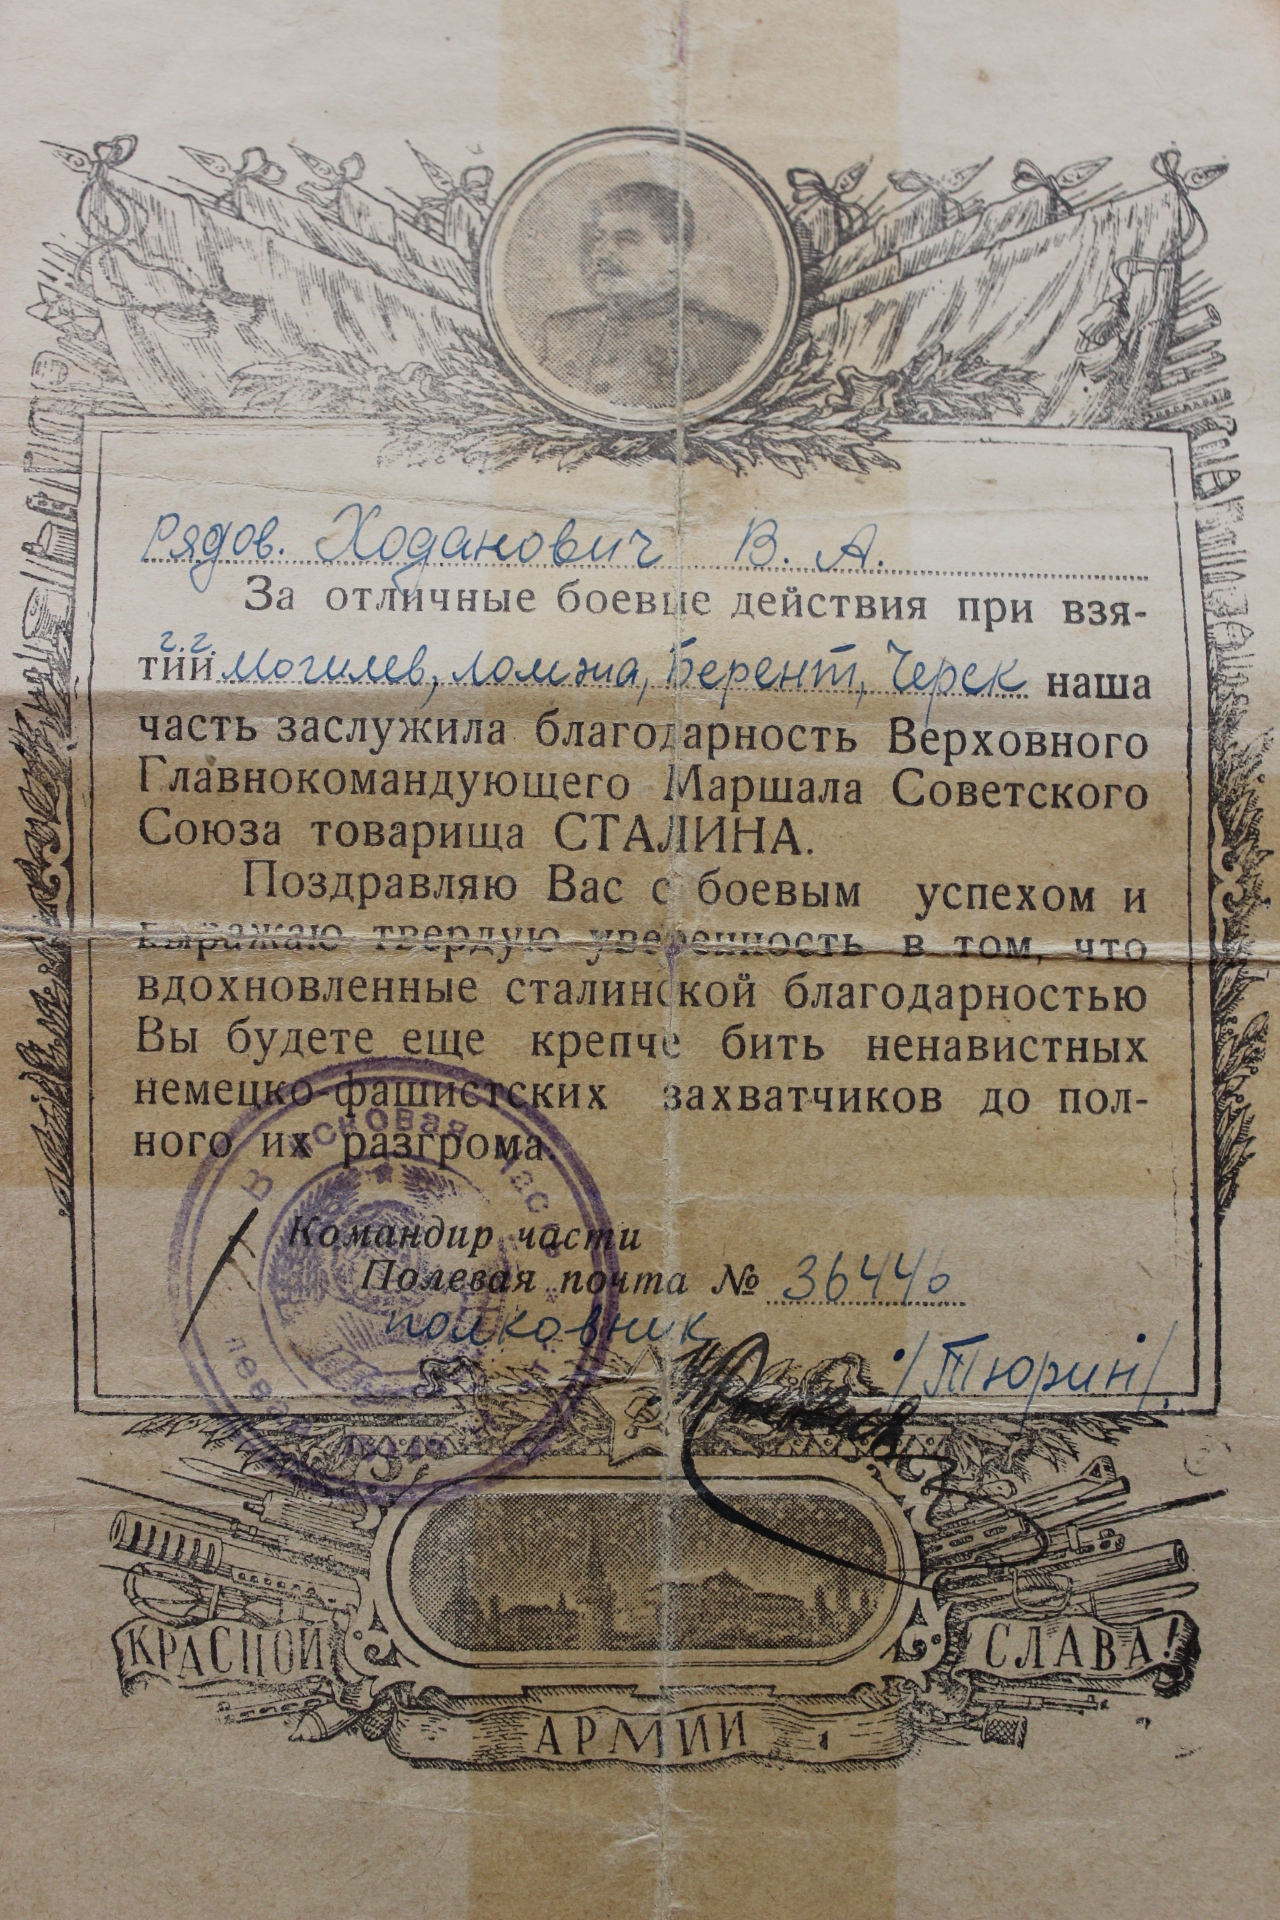 Рядов. Ходанович В. А.
За отличные боевые действия при взя-
г.г.
тии Могилев, Ломжа, Берент, Черск наша
часть заслужила благодарность Верховного
Главнокомандующего Маршала Советского
Союза товарища СТАЛИНА.
Поздравляю Вас с боевым успехом и
выражаю твердую уверенность в том, что
вдохновленные сталинской благодарностью
Вы будете еще крепче бить ненавистных
немецко-фашистских захватчиков до пол-
ного их разгрома.
Войсковая часть
Командир части
Полевая почта № 36446
полковник
/Тюрин/.
КРАСНОЙ
АРМИИ
СЛАВА!